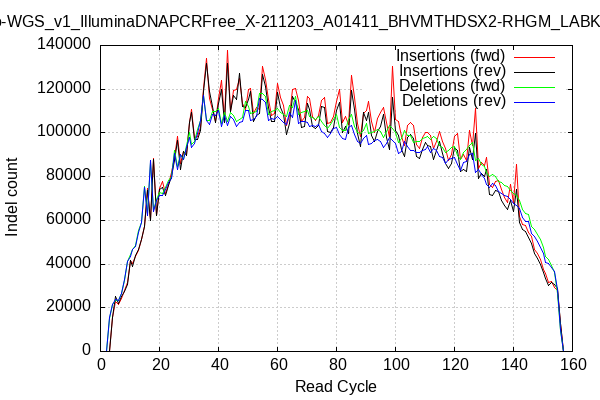 o-WGS_v1_IlluminaDNAPCRFree_X-211203_A01411_BHVMTHDSX2-RHGM_LABK
Insertions (fwd)
Insertions (rev)
Deletions (fwd)
Deletions (rev)
140000
120000
100000
80000
60000
40000
20000
0
Indel count
0 20 40 60 80 100 120 140 160
Read Cycle